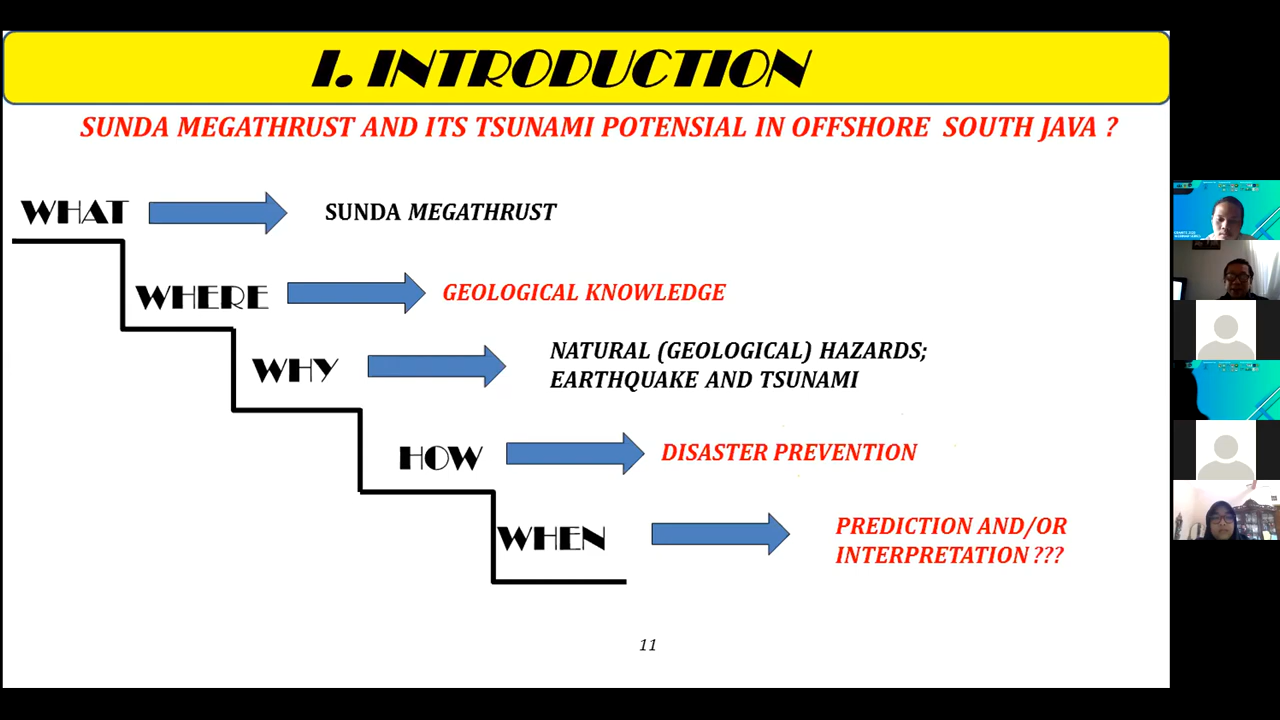 I. INTRODUCTION
SUNDA MEGATHRUST AND ITS TSUNAMI POTENSIAL IN OFFSHORE SOUTH JAVA ?
WHAT
SUNDA MEGATHRUST
WHERE
GEOLOGICAL KNOWLEDGE
WHY
NATURAL (GEOLOGICAL) HAZARDS;
EARTHQUAKE AND TSUNAMI
HOW
DISASTER PREVENTION
WHEN
PREDICTION AND/OR
INTERPRETATION ???
11